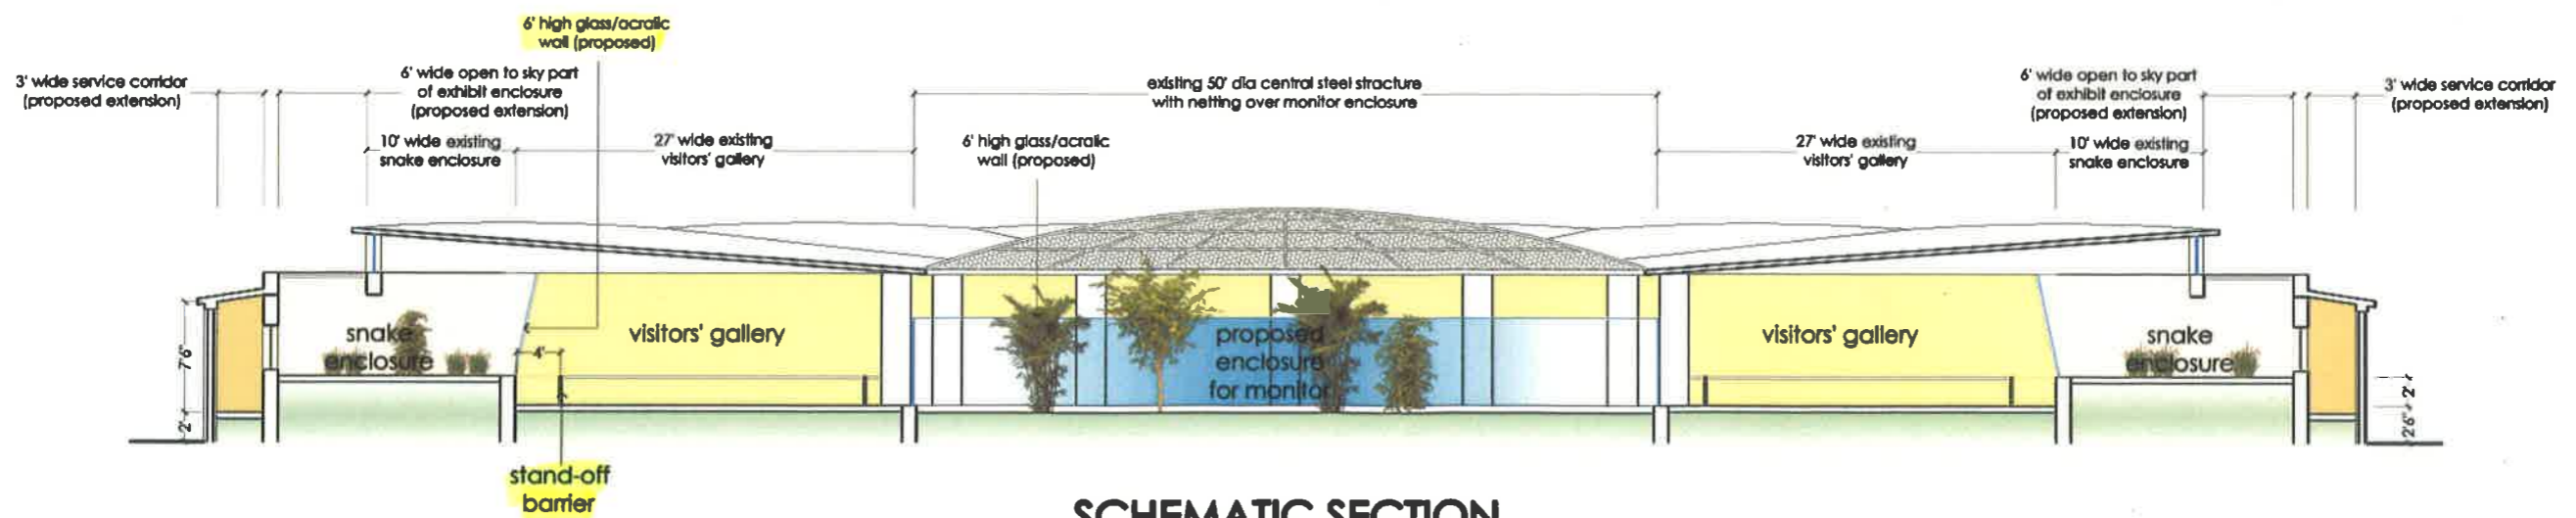 6' high glass/acralic
wall (proposed)
3' wide service corridor
(proposed extension)
6' wide open to sky part
of exhibit enclosure
(proposed extension)
10' wide existing
snake enclosure
27' wide existing
visitors' gallery
existing 50' dia central steel stracture
with netting over monitor enclosure
6' high glass/acralic
wall (proposed)
27' wide existing
visitors' gallery
6' wide open to sky part
of exhibit enclosure
(proposed extension)
10' wide existing
snake enclosure
3' wide service corridor
(proposed extension)
snake
enclosure
visitors' gallery
proposed
enclosure
for monitor
visitors' gallery
snake
enclosure
4'
7'6"
2'
2'
2'6"
stand-off
barrier
SCHEMATIC SECTION